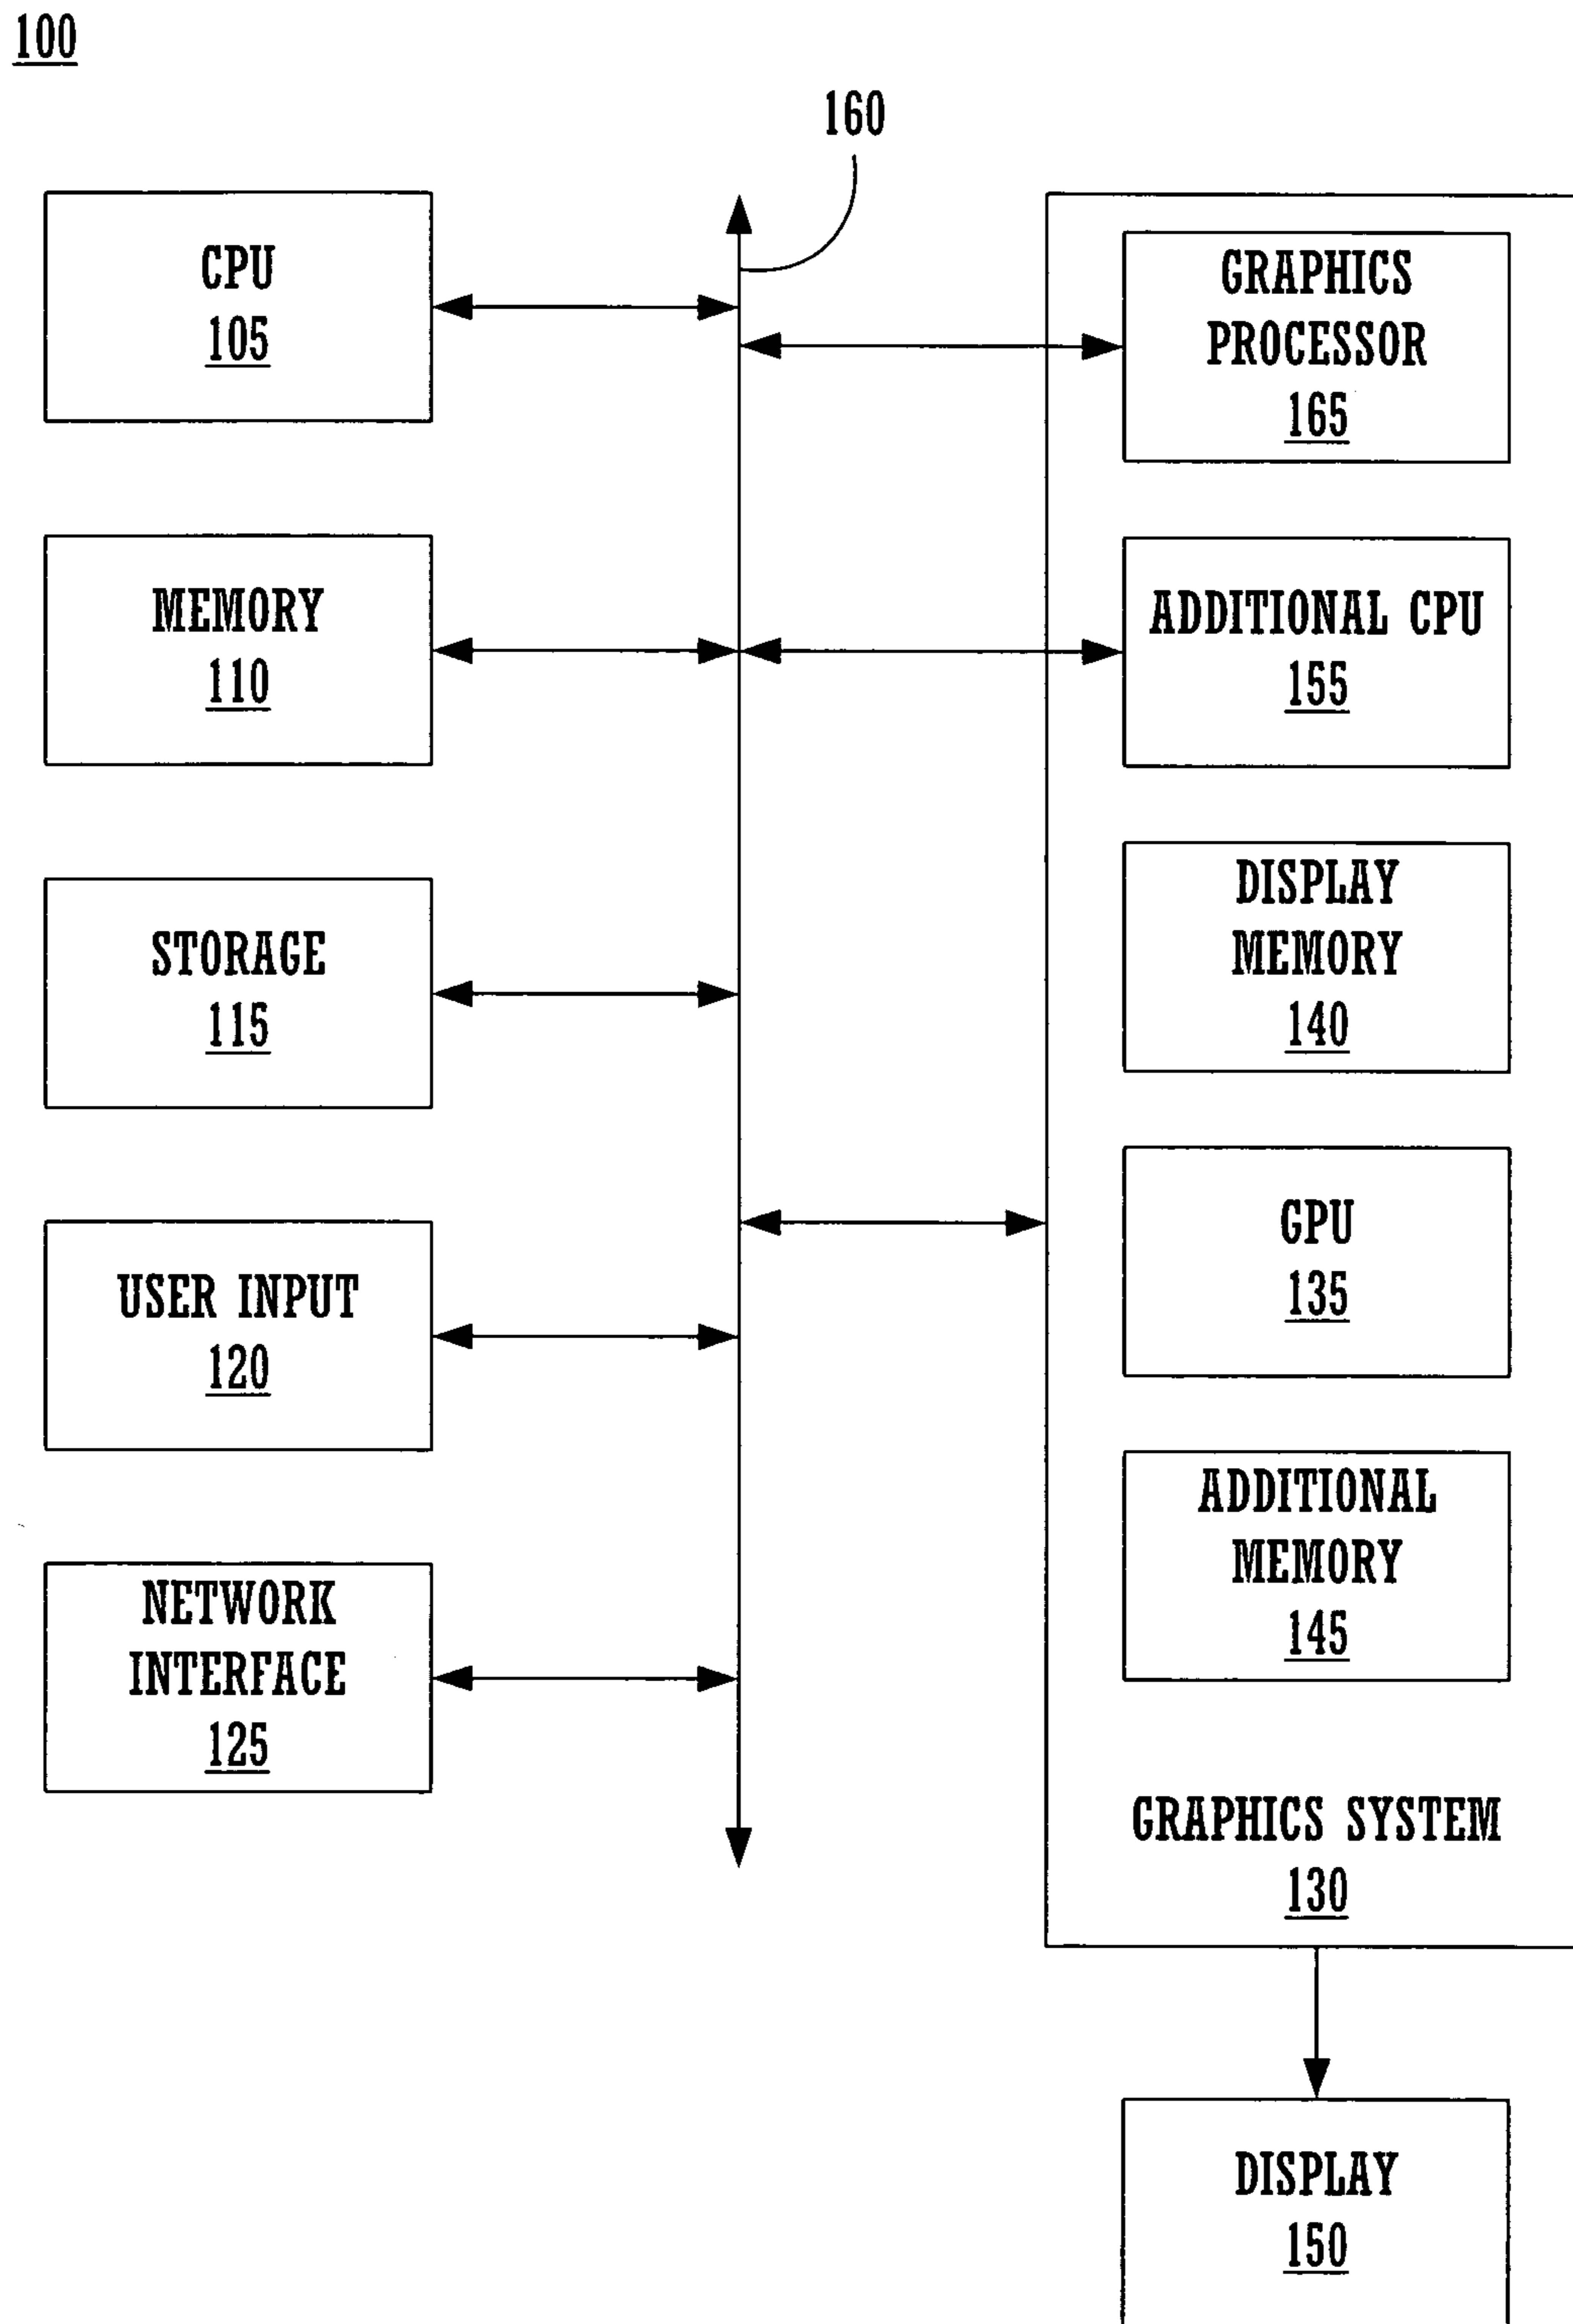 100
160
CPU
105
MEMORY
110
STORAGE
115
USER INPUT
120
NETWORK
INTERFACE
125
GRAPHICS
PROCESSOR
165
ADDITIONAL CPU
155
DISPLAY
MEMORY
140
GPU
135
ADDITIONAL
MEMORY
145
GRAPHICS SYSTEM
130
DISPLAY
150